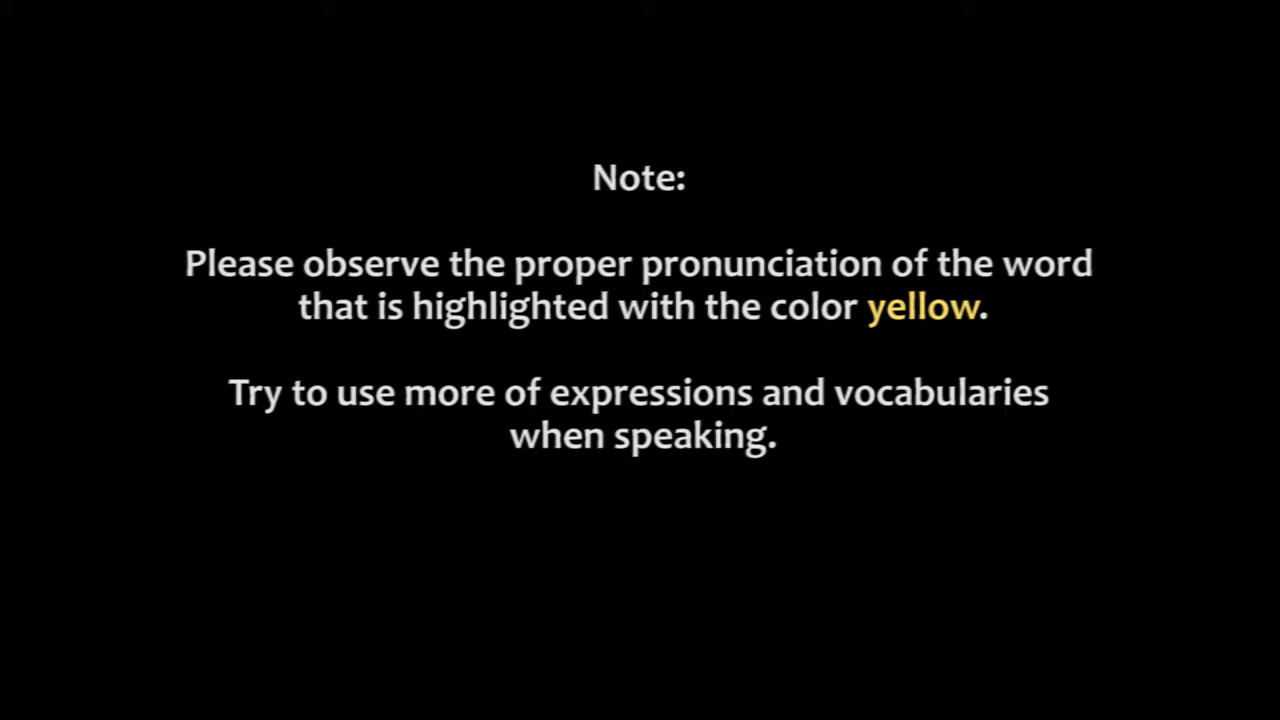 Note:
Please observe the proper pronunciation of the word
that is highlighted with the color yellow.
Try to use more of expressions and vocabularies
when speaking.